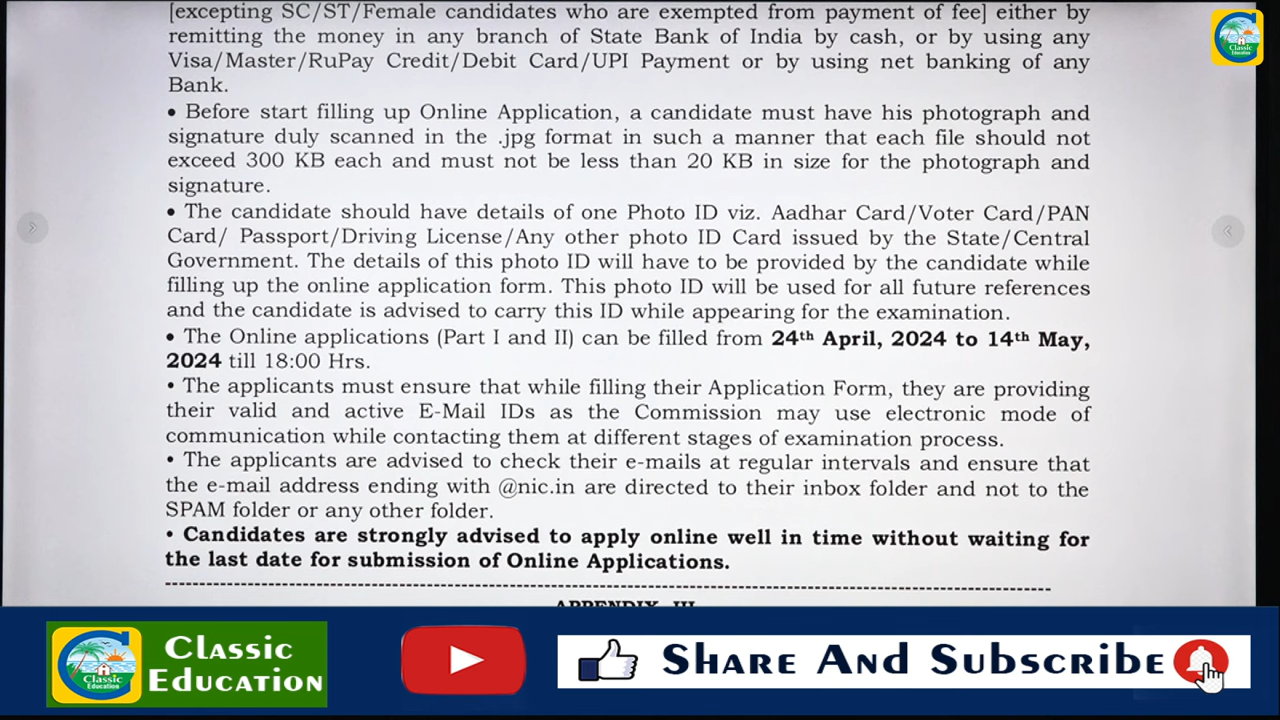 [excepting SC/ST/Female candidates who are exempted from payment of fee] either by
remitting the money in any branch of State Bank of India by cash, or by using any
Visa/Master/RuPay Credit/Debit Card/UPI Payment or by using net banking of any
Bank.
• Before start filling up Online Application, a candidate must have his photograph and
signature duly scanned in the .jpg format in such a manner that each file should not
exceed 300 KB each and must not be less than 20 KB in size for the photograph and
signature.
• The candidate should have details of one Photo ID viz. Aadhar Card/Voter Card/PAN
Card/ Passport/Driving License/Any other photo ID Card issued by the State/Central
Government. The details of this photo ID will have to be provided by the candidate while
filling up the online application form. This photo ID will be used for all future references
and the candidate is advised to carry this ID while appearing for the examination.
• The Online applications (Part I and II) can be filled from 24th April, 2024 to 14th May,
2024 till 18:00 Hrs.
• The applicants must ensure that while filling their Application Form, they are providing
their valid and active E-Mail IDs as the Commission may use electronic mode of
communication while contacting them at different stages of examination process.
• The applicants are advised to check their e-mails at regular intervals and ensure that
the e-mail address ending with @nic.in are directed to their inbox folder and not to the
SPAM folder or any other folder.
• Candidates are strongly advised to apply online well in time without waiting for
the last date for submission of Online Applications.
APPENDIX III
Classic
Education
Classic
Education
Classic
Education
Share And Subscribe